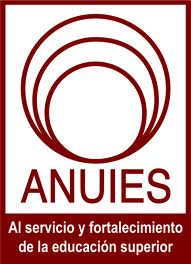 ANUIES
Al servicio y fortalecimiento
de la educación superior